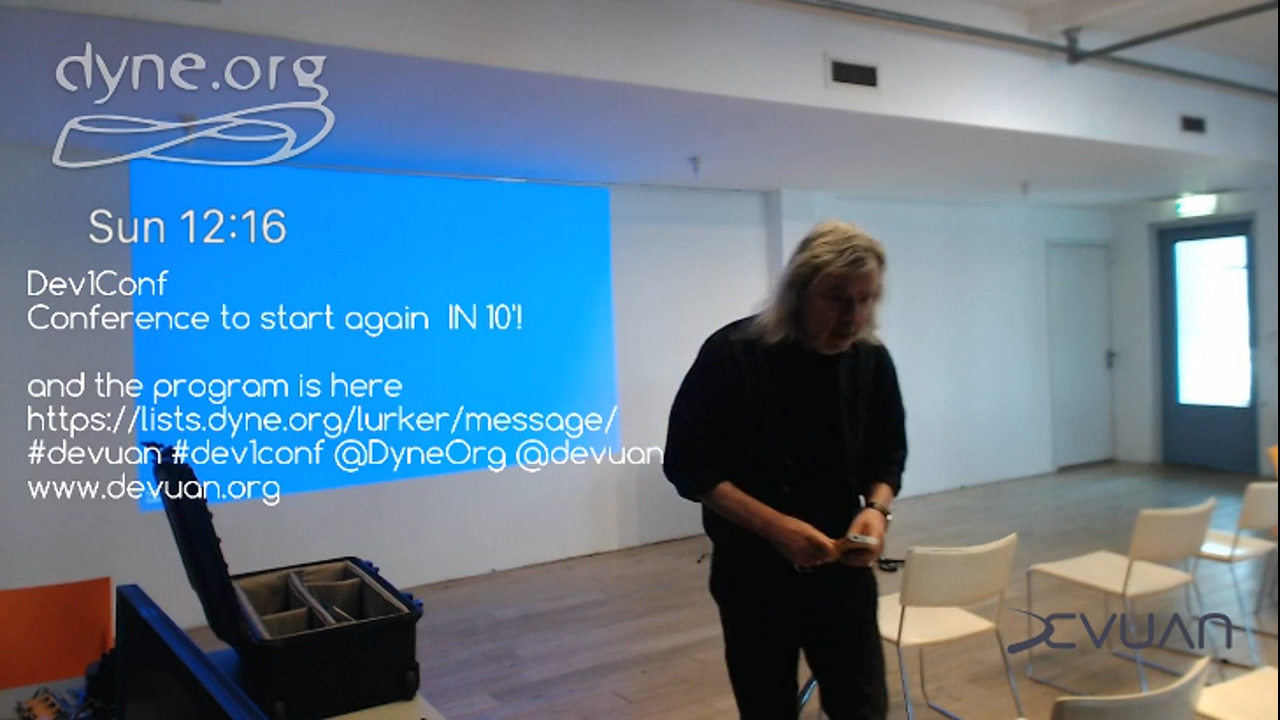 dyne.org
Sun 12:16
Dev1Conf
Conference to start again IN 10'!
and the program is here
https://lists.dyne.org/lurker/message/
#devuan #dev1conf @DyneOrg @devuan
www.devuan.org
DEVUAN